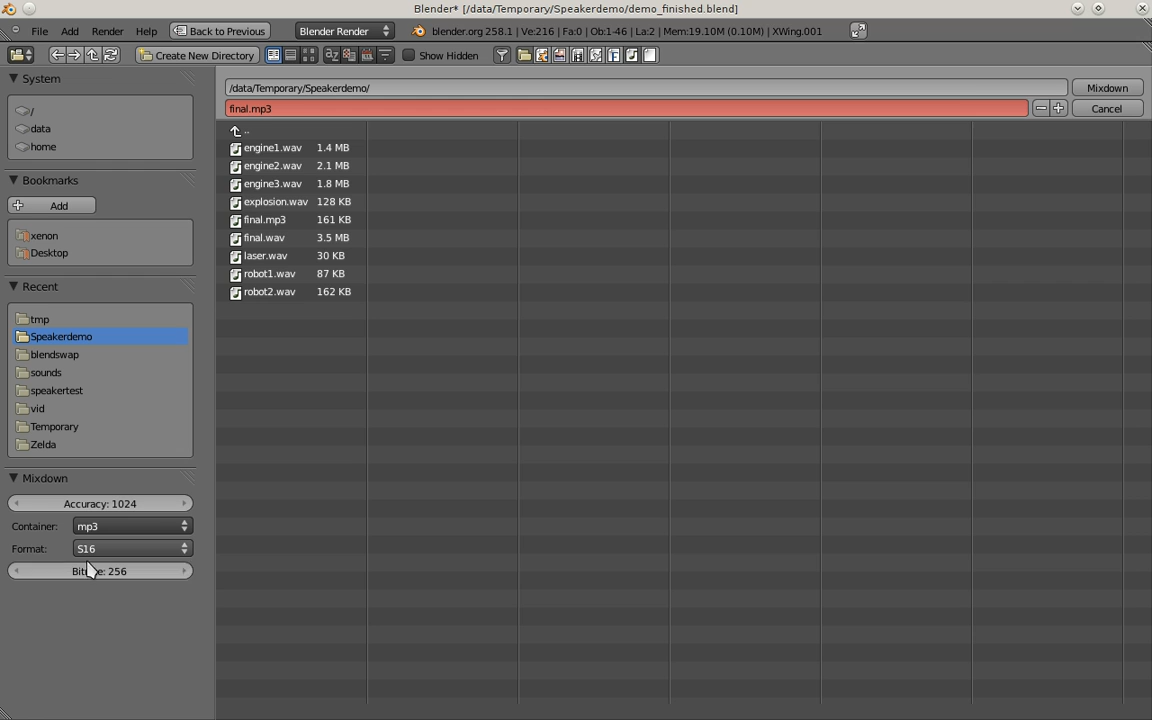 Blender* [/data/Temporary/Speakerdemo/demo_finished.blend]
File Add Render Help Back to Previous Blender Render blender.org 258.1 | Ve:216 | Fa:0 | Ob:1-46 | La:2 | Mem:19.10M (0.10M) | XWing.001
Create New Directory Show Hidden
System
/
data
home
Bookmarks
Add
xenon
Desktop
Recent
tmp
Speakerdemo
blendswap
sounds
speakertest
vid
Temporary
Zelda
Mixdown
Accuracy: 1024
Container: mp3
Format: S16
256
/data/Temporary/Speakerdemo/ Mixdown
final.mp3 Cancel
..
engine1.wav 1.4 MB
engine2.wav 2.1 MB
engine3.wav 1.8 MB
explosion.wav 128 KB
final.mp3 161 KB
final.wav 3.5 MB
laser.wav 30 KB
robot1.wav 87 KB
robot2.wav 162 KB